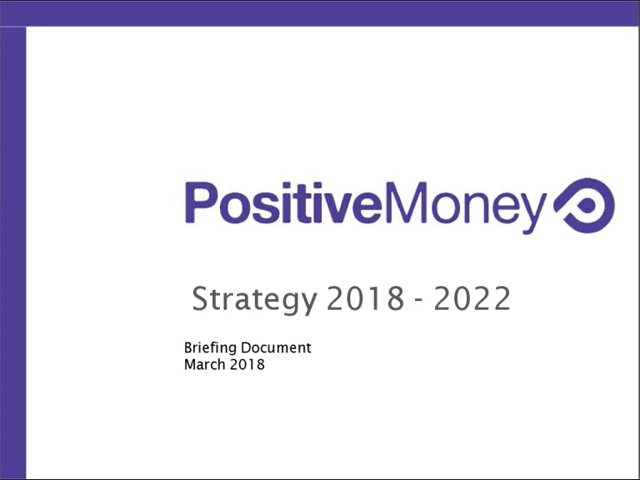 PositiveMoney
Strategy 2018 - 2022
Briefing Document
March 2018